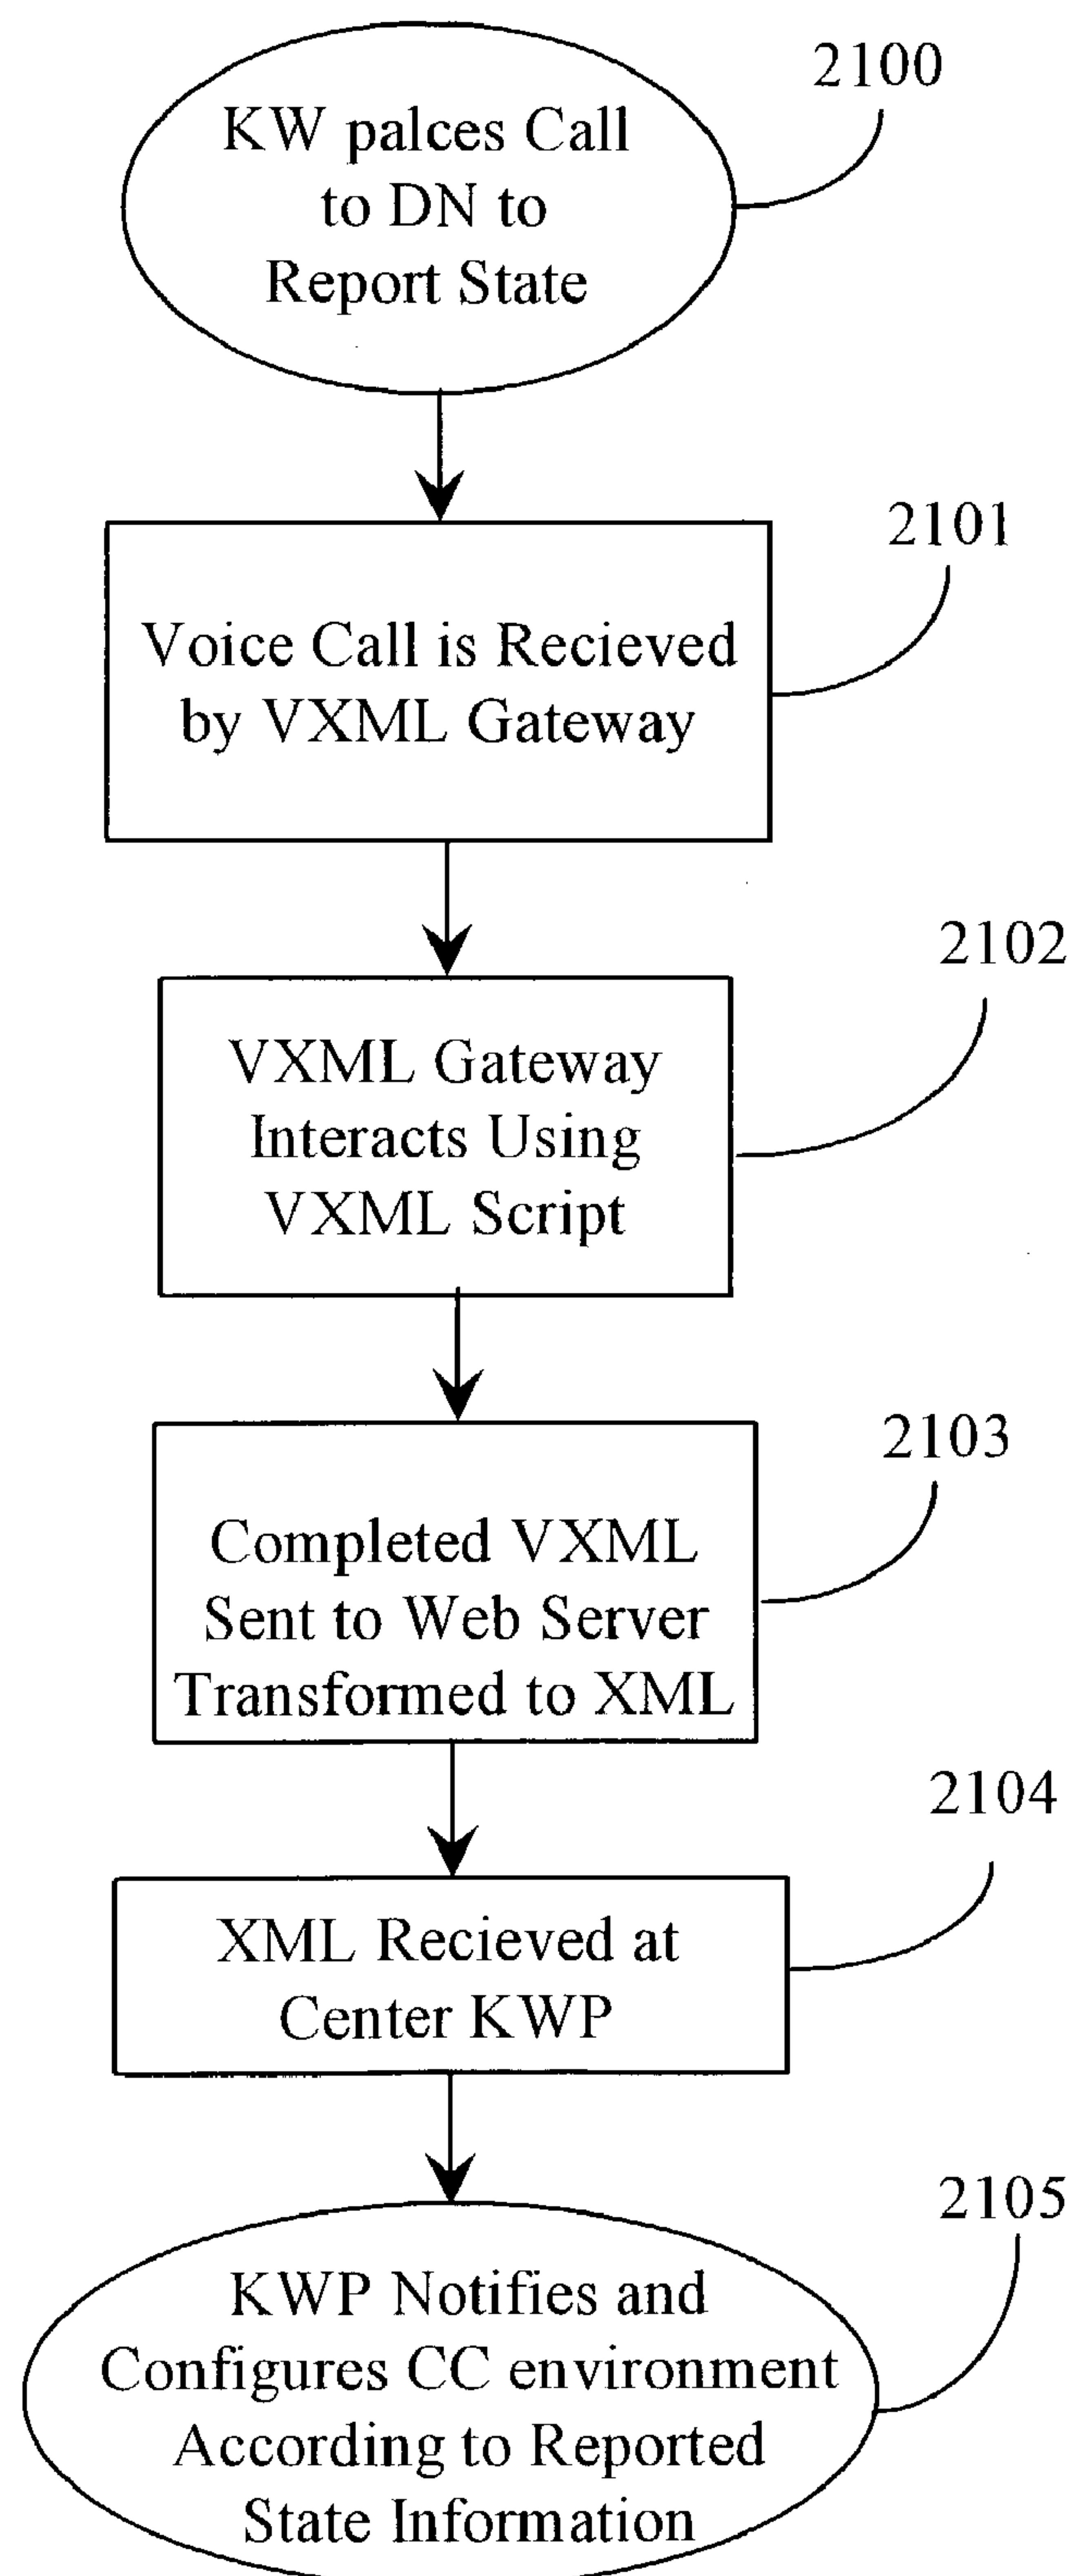 2100
KW palces Call
to DN to
Report State
2101
Voice Call is Recieved
by VXML Gateway
2102
VXML Gateway
Interacts Using
VXML Script
2103
Completed VXML
Sent to Web Server
Transformed to XML
2104
XML Recieved at
Center KWP
2105
KWP Notifies and
Configures CC environment
According to Reported
State Information